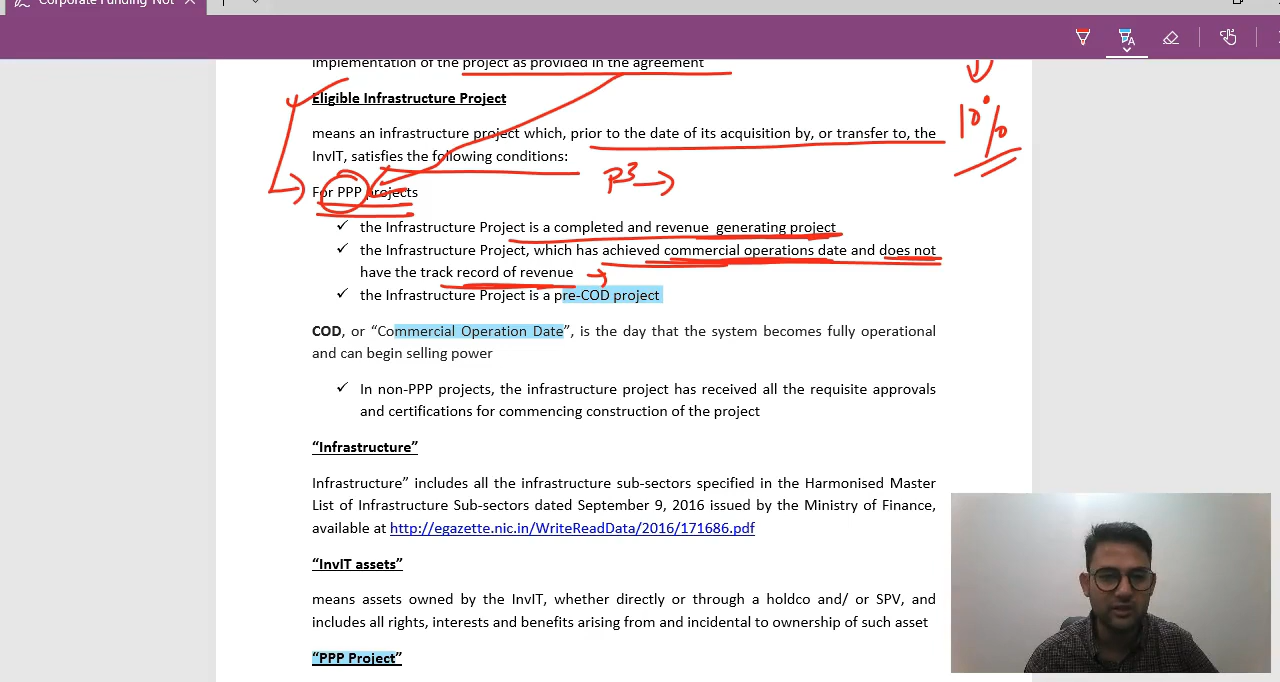 Corporate Funding-Not
implementation of the project as provided in the agreement
Eligible Infrastructure Project
10%
means an infrastructure project which, prior to the date of its acquisition by, or transfer to, the
InvIT, satisfies the following conditions:
P3
For PPP projects
✓ the Infrastructure Project is a completed and revenue generating project
✓ the Infrastructure Project, which has achieved commercial operations date and does not
have the track record of revenue
✓ the Infrastructure Project is a pre-COD project
COD, or “Commercial Operation Date”, is the day that the system becomes fully operational
and can begin selling power
✓ In non-PPP projects, the infrastructure project has received all the requisite approvals
and certifications for commencing construction of the project
“Infrastructure”
Infrastructure” includes all the infrastructure sub-sectors specified in the Harmonised Master
List of Infrastructure Sub-sectors dated September 9, 2016 issued by the Ministry of Finance,
available at http://egazette.nic.in/WriteReadData/2016/171686.pdf
“InvIT assets”
means assets owned by the InvIT, whether directly or through a holdco and/ or SPV, and
includes all rights, interests and benefits arising from and incidental to ownership of such asset
“PPP Project”